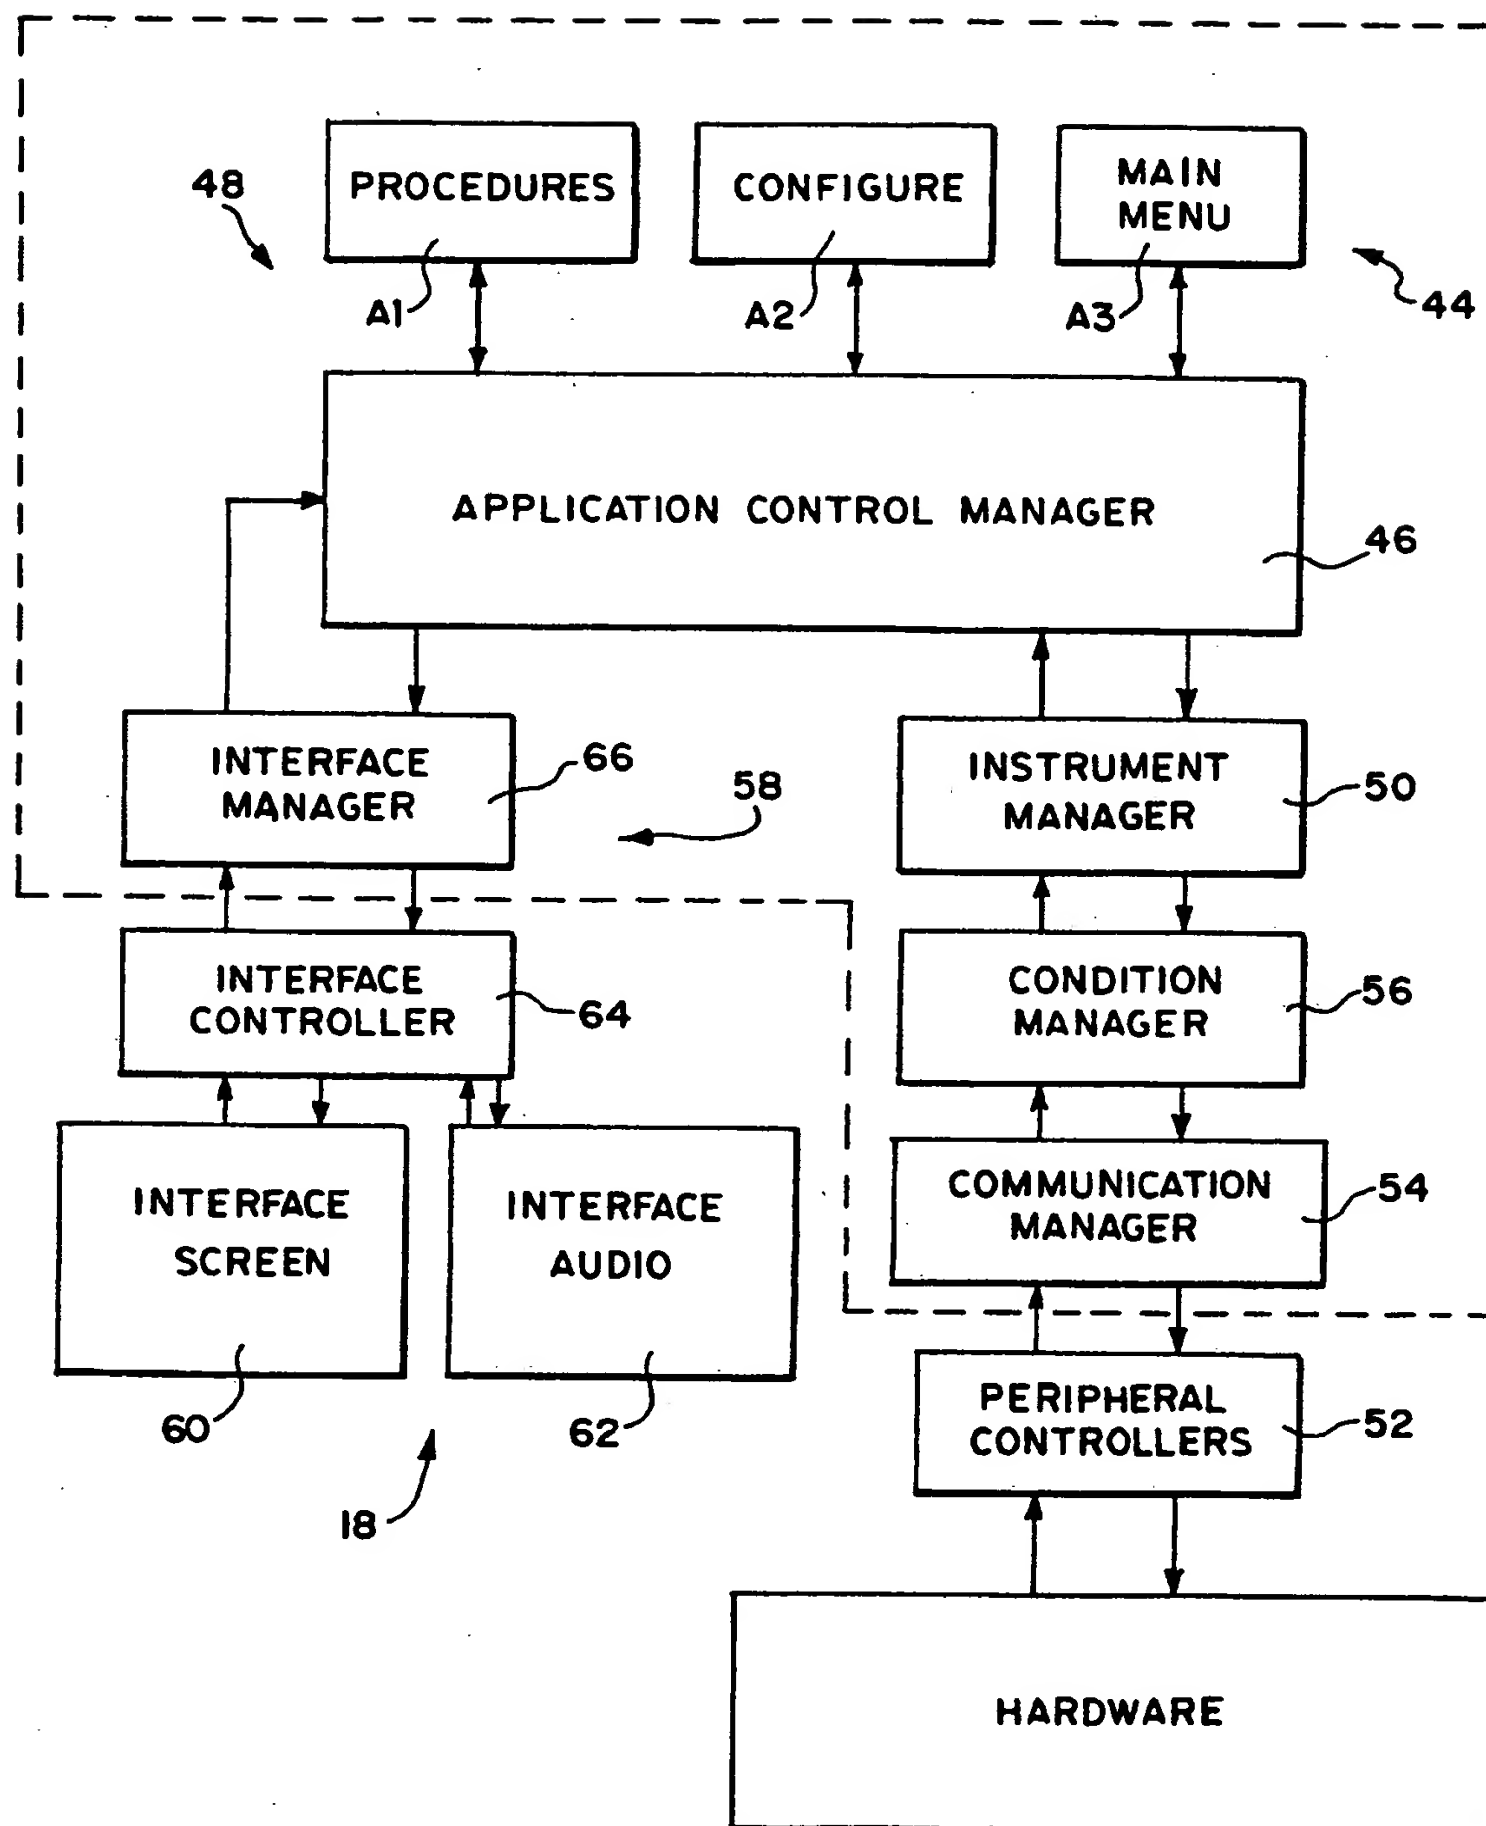 PROCEDURES
CONFIGURE
MAIN
MENU
48
A1
A2
A3
44
APPLICATION CONTROL MANAGER
46
INTERFACE
MANAGER
66
58
INSTRUMENT
MANAGER
50
INTERFACE
CONTROLLER
64
CONDITION
MANAGER
56
INTERFACE
SCREEN
60
INTERFACE
AUDIO
62
COMMUNICATION
MANAGER
54
18
PERIPHERAL
CONTROLLERS
52
HARDWARE